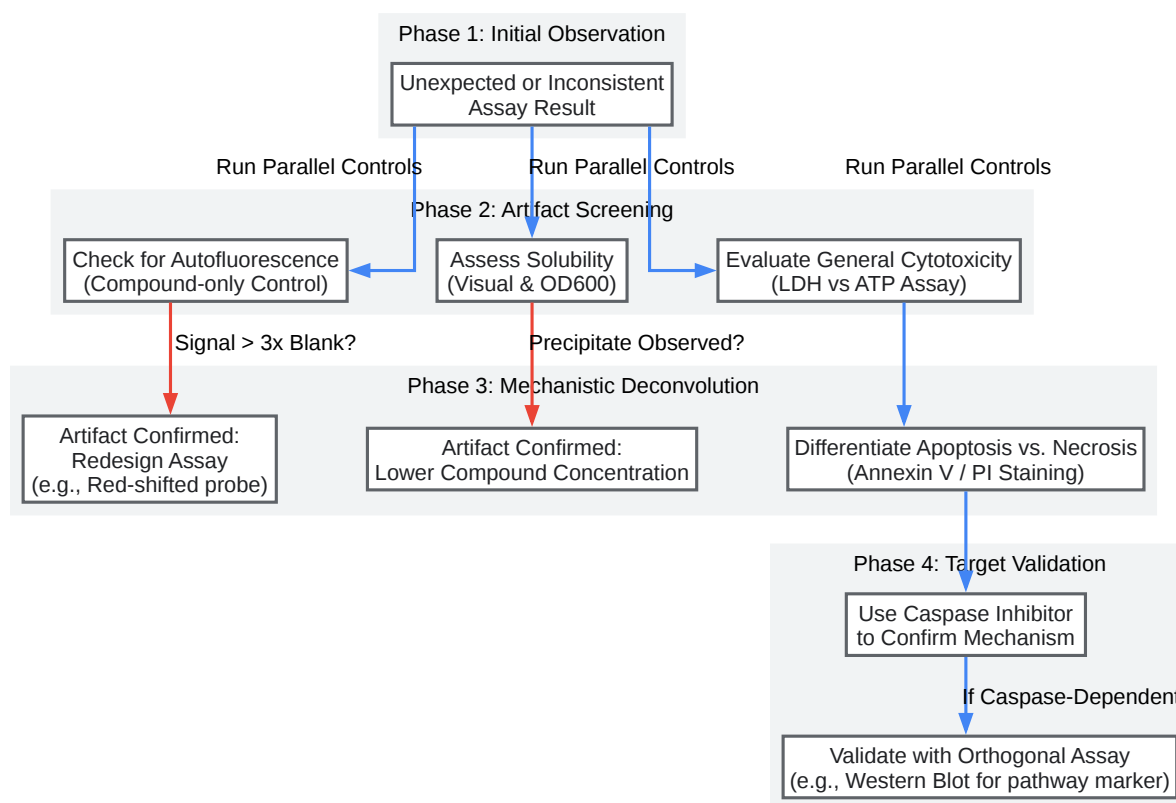 Phase 1: Initial Observation
Unexpected or Inconsistent
Assay Result
Run Parallel Controls
Run Parallel Controls
Run Parallel Controls
Phase 2: Artifact Screening
Check for Autofluorescence
(Compound-only Control)
Assess Solubility
(Visual & OD600)
Evaluate General Cytotoxicity
(LDH vs ATP Assay)
Signal > 3x Blank?
Precipitate Observed?
Phase 3: Mechanistic Deconvolution
Artifact Confirmed:
Redesign Assay
(e.g., Red-shifted probe)
Artifact Confirmed:
Lower Compound Concentration
Differentiate Apoptosis vs. Necrosis
(Annexin V / PI Staining)
Phase 4: Target Validation
Use Caspase Inhibitor
to Confirm Mechanism
If Caspase-Dependent
Validate with Orthogonal Assay
(e.g., Western Blot for pathway marker)